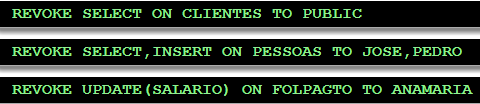 REVOKE SELECT ON CLIENTES TO PUBLIC
REVOKE SELECT,INSERT ON PESSOAS TO JOSE,PEDRO
REVOKE UPDATE(SALARIO) ON FOLPAGTO TO ANAMARIA